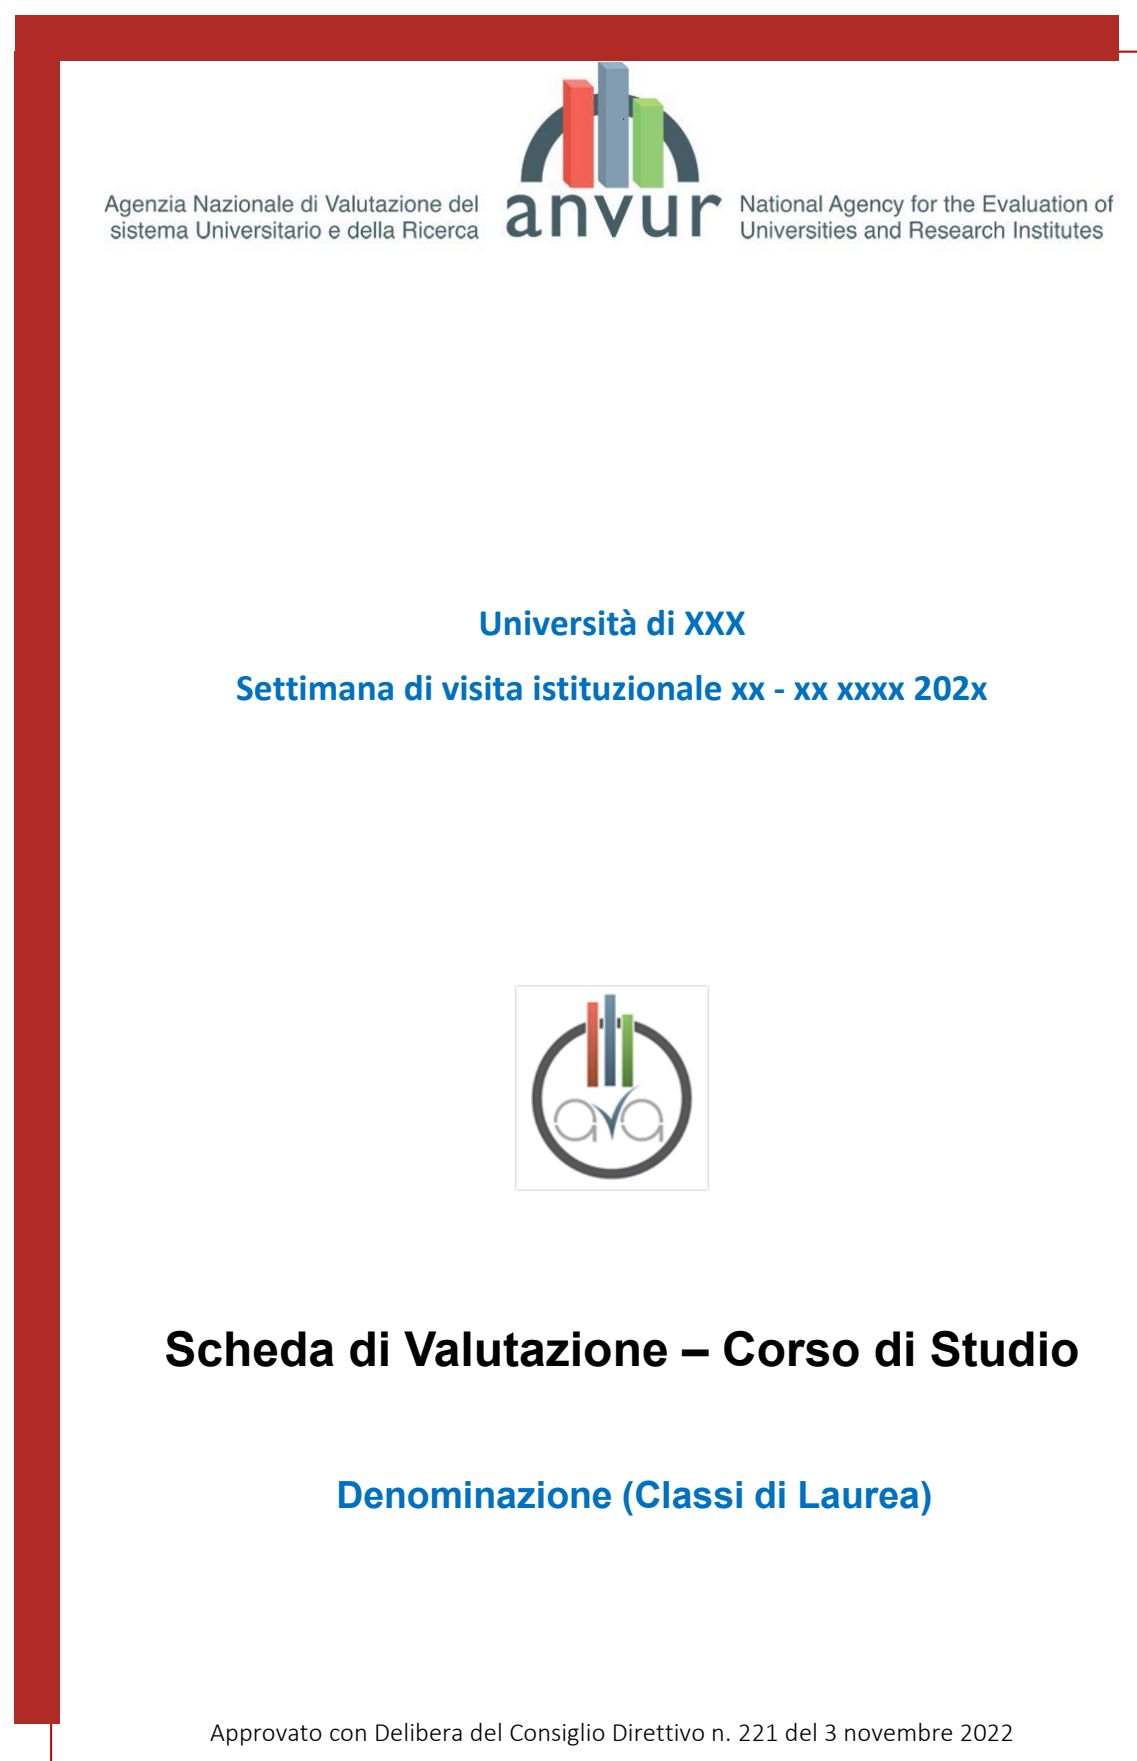 Agenzia Nazionale di Valutazione del
sistema Universitario e della Ricerca
anvur
National Agency for the Evaluation of
Universities and Research Institutes
Università di XXX
Settimana di visita istituzionale xx - xx xxxx 202x
ava
Scheda di Valutazione – Corso di Studio
Denominazione (Classi di Laurea)
Approvato con Delibera del Consiglio Direttivo n. 221 del 3 novembre 2022